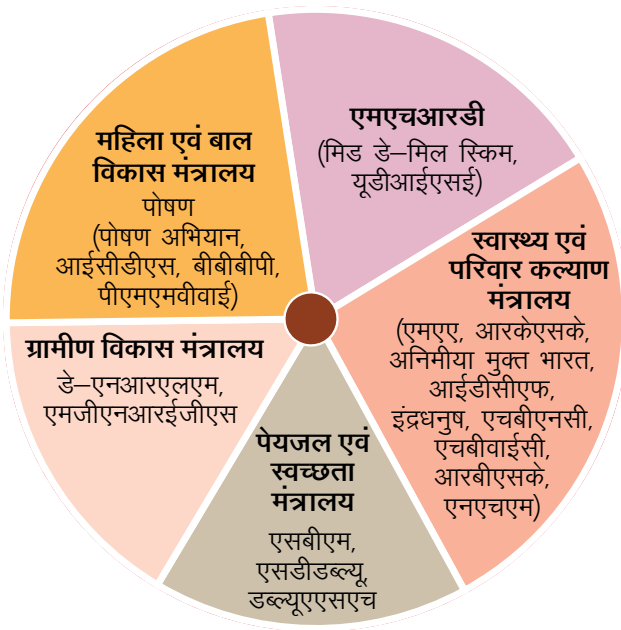 एमएचआरडी
(मिड डे–मिल स्किम,
यूडीआईएसई)
स्वास्थ्य एवं
परिवार कल्याण
मंत्रालय
(एमएए, आरकेएसके,
अनिमीया मुक्त भारत,
आईडीसीएफ,
इंद्रधनुष, एचबीएनसी,
एचबीवाईसी,
आरबीएसके,
एनएचएम)
पेयजल एवं
स्वच्छता
मंत्रालय
एसबीएम,
एसडीडब्ल्यू,
डब्ल्यूएएसएच
ग्रामीण विकास मंत्रालय
डे–एनआरएलएम,
एमजीएनआरईजीएस
महिला एवं बाल
विकास मंत्रालय
पोषण
(पोषण अभियान,
आईसीडीएस, बीबीबीपी,
पीएमएमवीवाई)